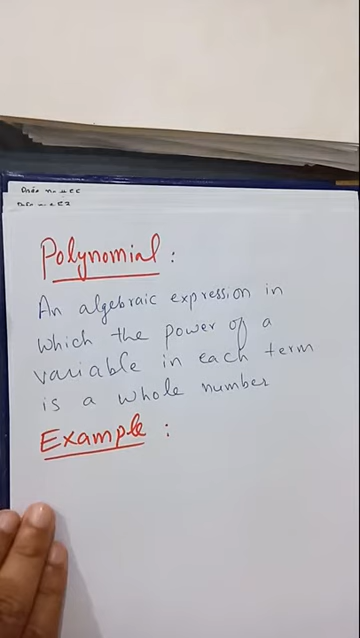 Polynomial :
An algebraic expression in
which the power of a
variable in each term
is a whole number
Example :